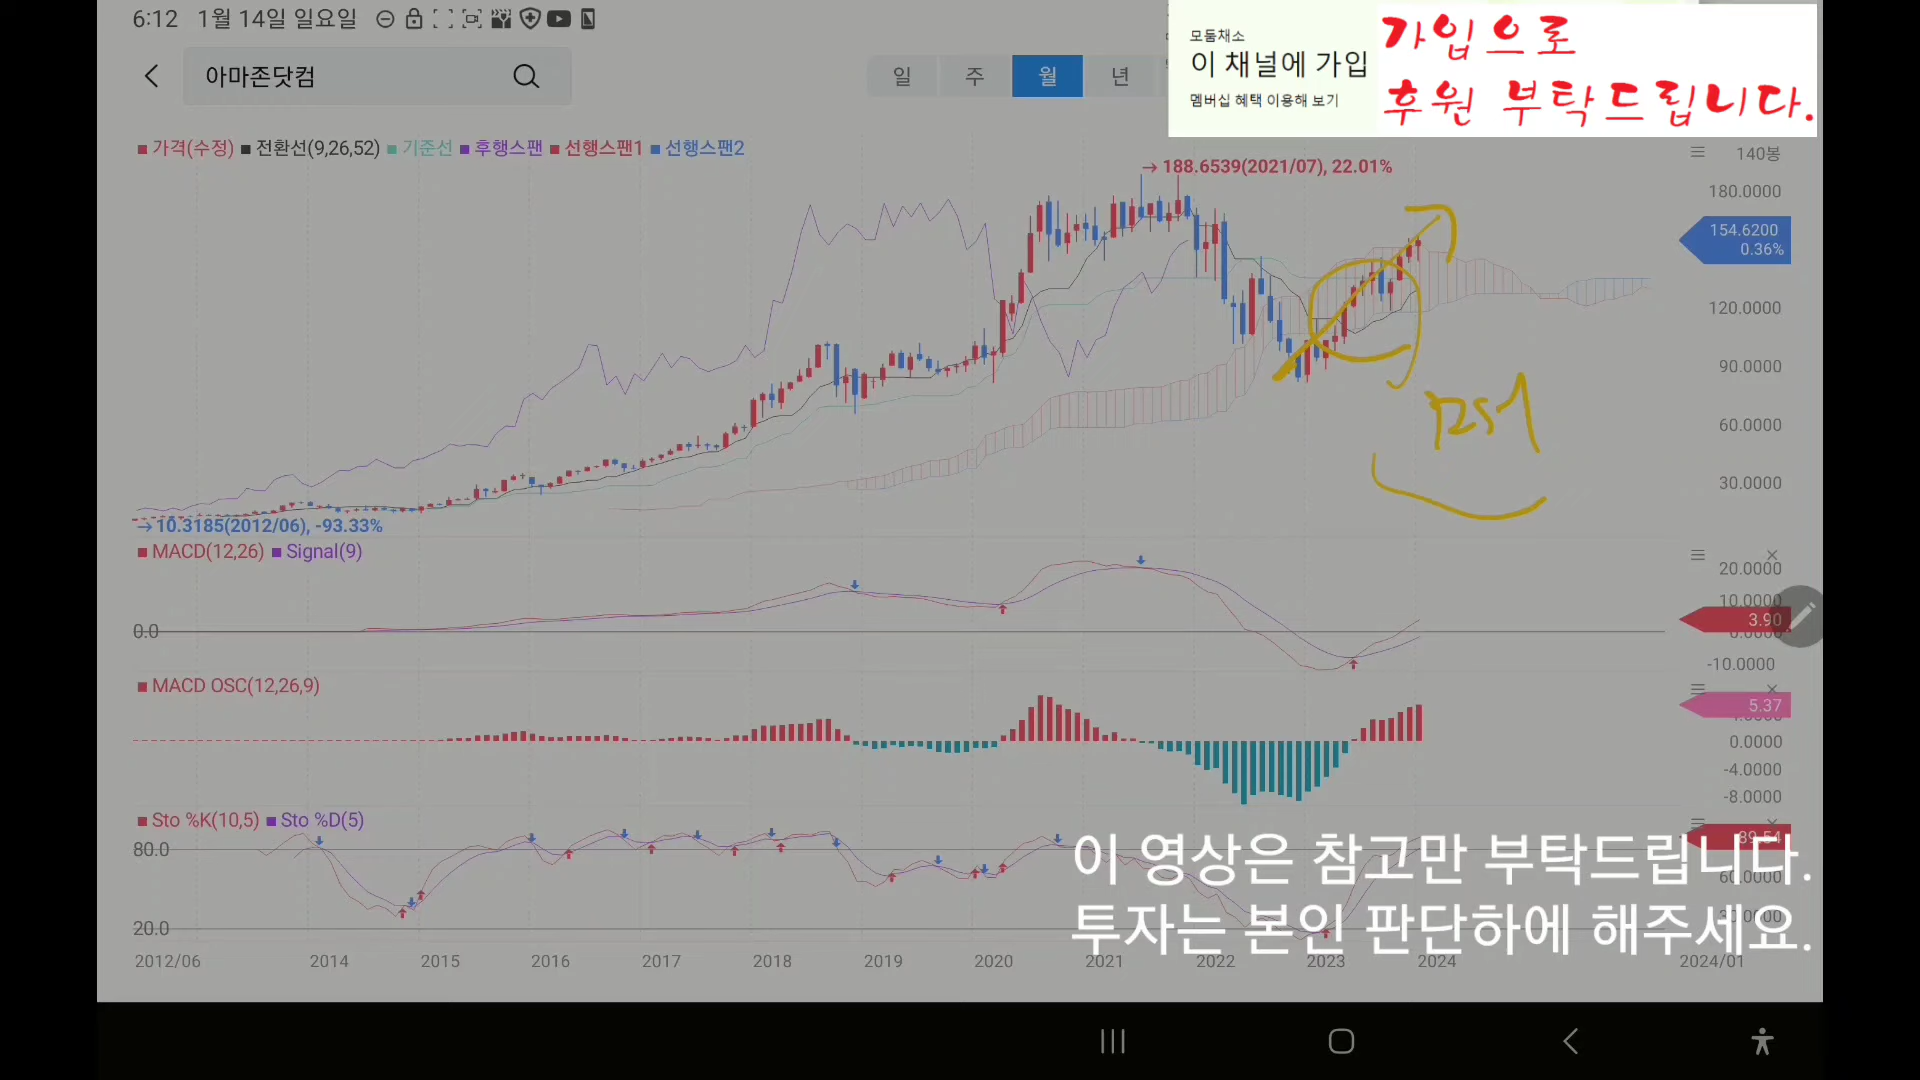 6:12 1월 14일 일요일
아마존닷컴
일 주 월 년
모둠채소
이 채널에 가입
멤버십 혜택 이용해 보기
가입으로
후원 부탁드립니다.
가격(수정) 전환선(9,26,52) 기준선 후행스팬 선행스팬1 선행스팬2
140봉
→ 188.6539(2021/07), 22.01%
180.0000
154.6200
0.36%
120.0000
90.0000
60.0000
30.0000
→ 10.3185(2012/06), -93.33%
MACD(12,26) Signal(9)
20.0000
10.0000
3.90
0.0000
0.0
-10.0000
MACD OSC(12,26,9)
5.37
0.0000
-4.0000
-8.0000
Sto %K(10,5) Sto %D(5)
89.54
80.0
60.0000
20.0
이 영상은 참고만 부탁드립니다.
투자는 본인 판단하에 해주세요.
2012/06 2014 2015 2016 2017 2018 2019 2020 2021 2022 2023 2024 2024/01